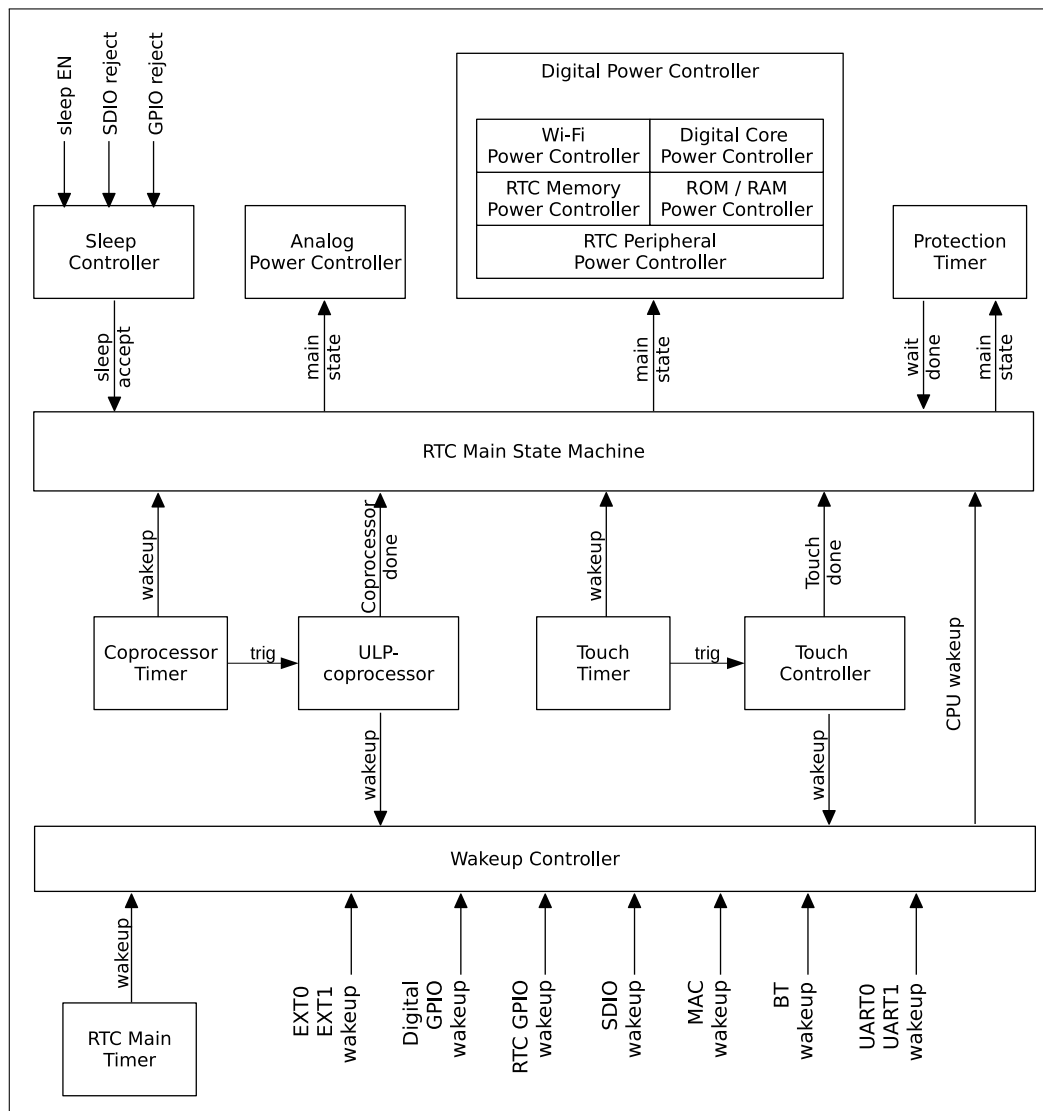 sleep EN
SDIO reject
GPIO reject
Digital Power Controller
Wi-Fi
Power Controller
Digital Core
Power Controller
RTC Memory
Power Controller
ROM / RAM
Power Controller
RTC Peripheral
Power Controller
Sleep
Controller
Analog
Power Controller
Protection
Timer
sleep
accept
main
state
main
state
wait
done
main
state
RTC Main State Machine
wakeup
Coprocessor
done
wakeup
Touch
done
CPU wakeup
Coprocessor
Timer
trig
ULP-
coprocessor
Touch
Timer
trig
Touch
Controller
wakeup
wakeup
Wakeup Controller
wakeup
RTC Main
Timer
EXT0
EXT1
wakeup
Digital
GPIO
wakeup
RTC GPIO
wakeup
SDIO
wakeup
MAC
wakeup
BT
wakeup
UART0
UART1
wakeup